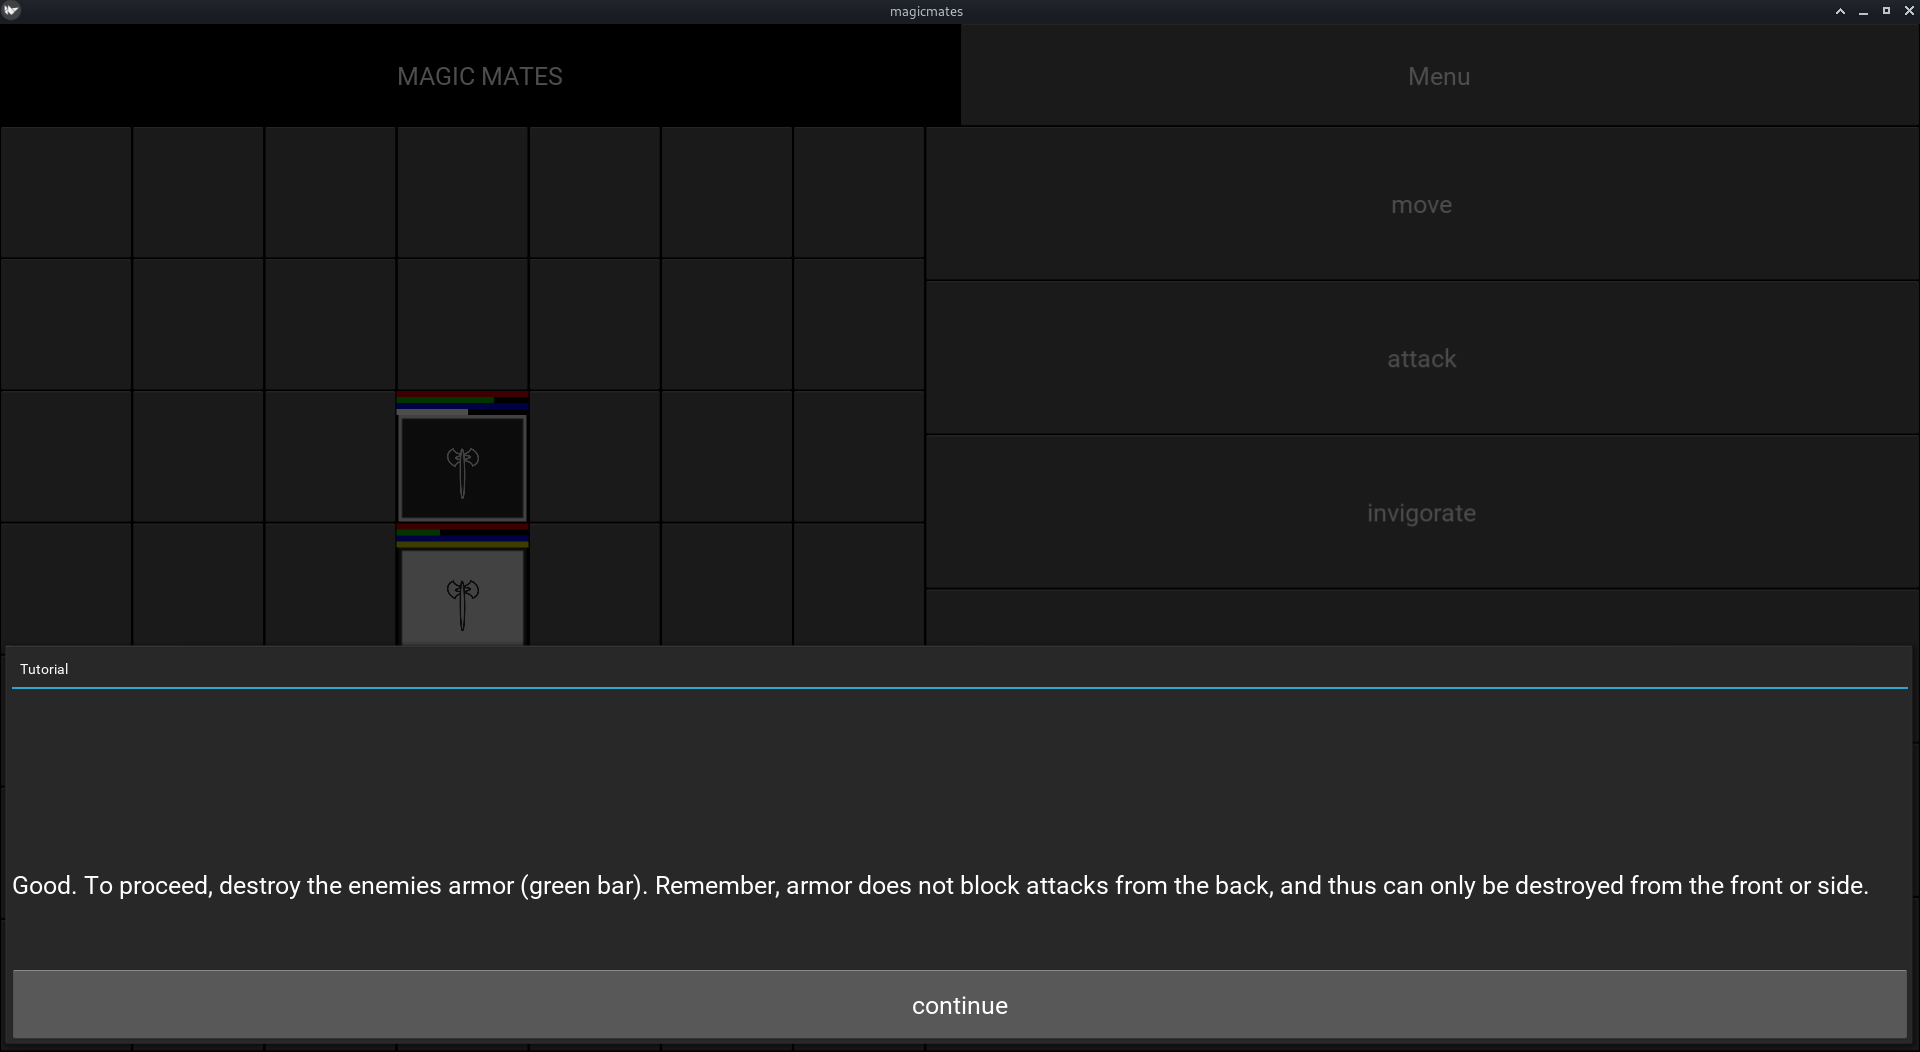 magicmates
MAGIC MATES
Menu
move
attack
invigorate
Tutorial
Good. To proceed, destroy the enemies armor (green bar). Remember, armor does not block attacks from the back, and thus can only be destroyed from the front or side.
continue